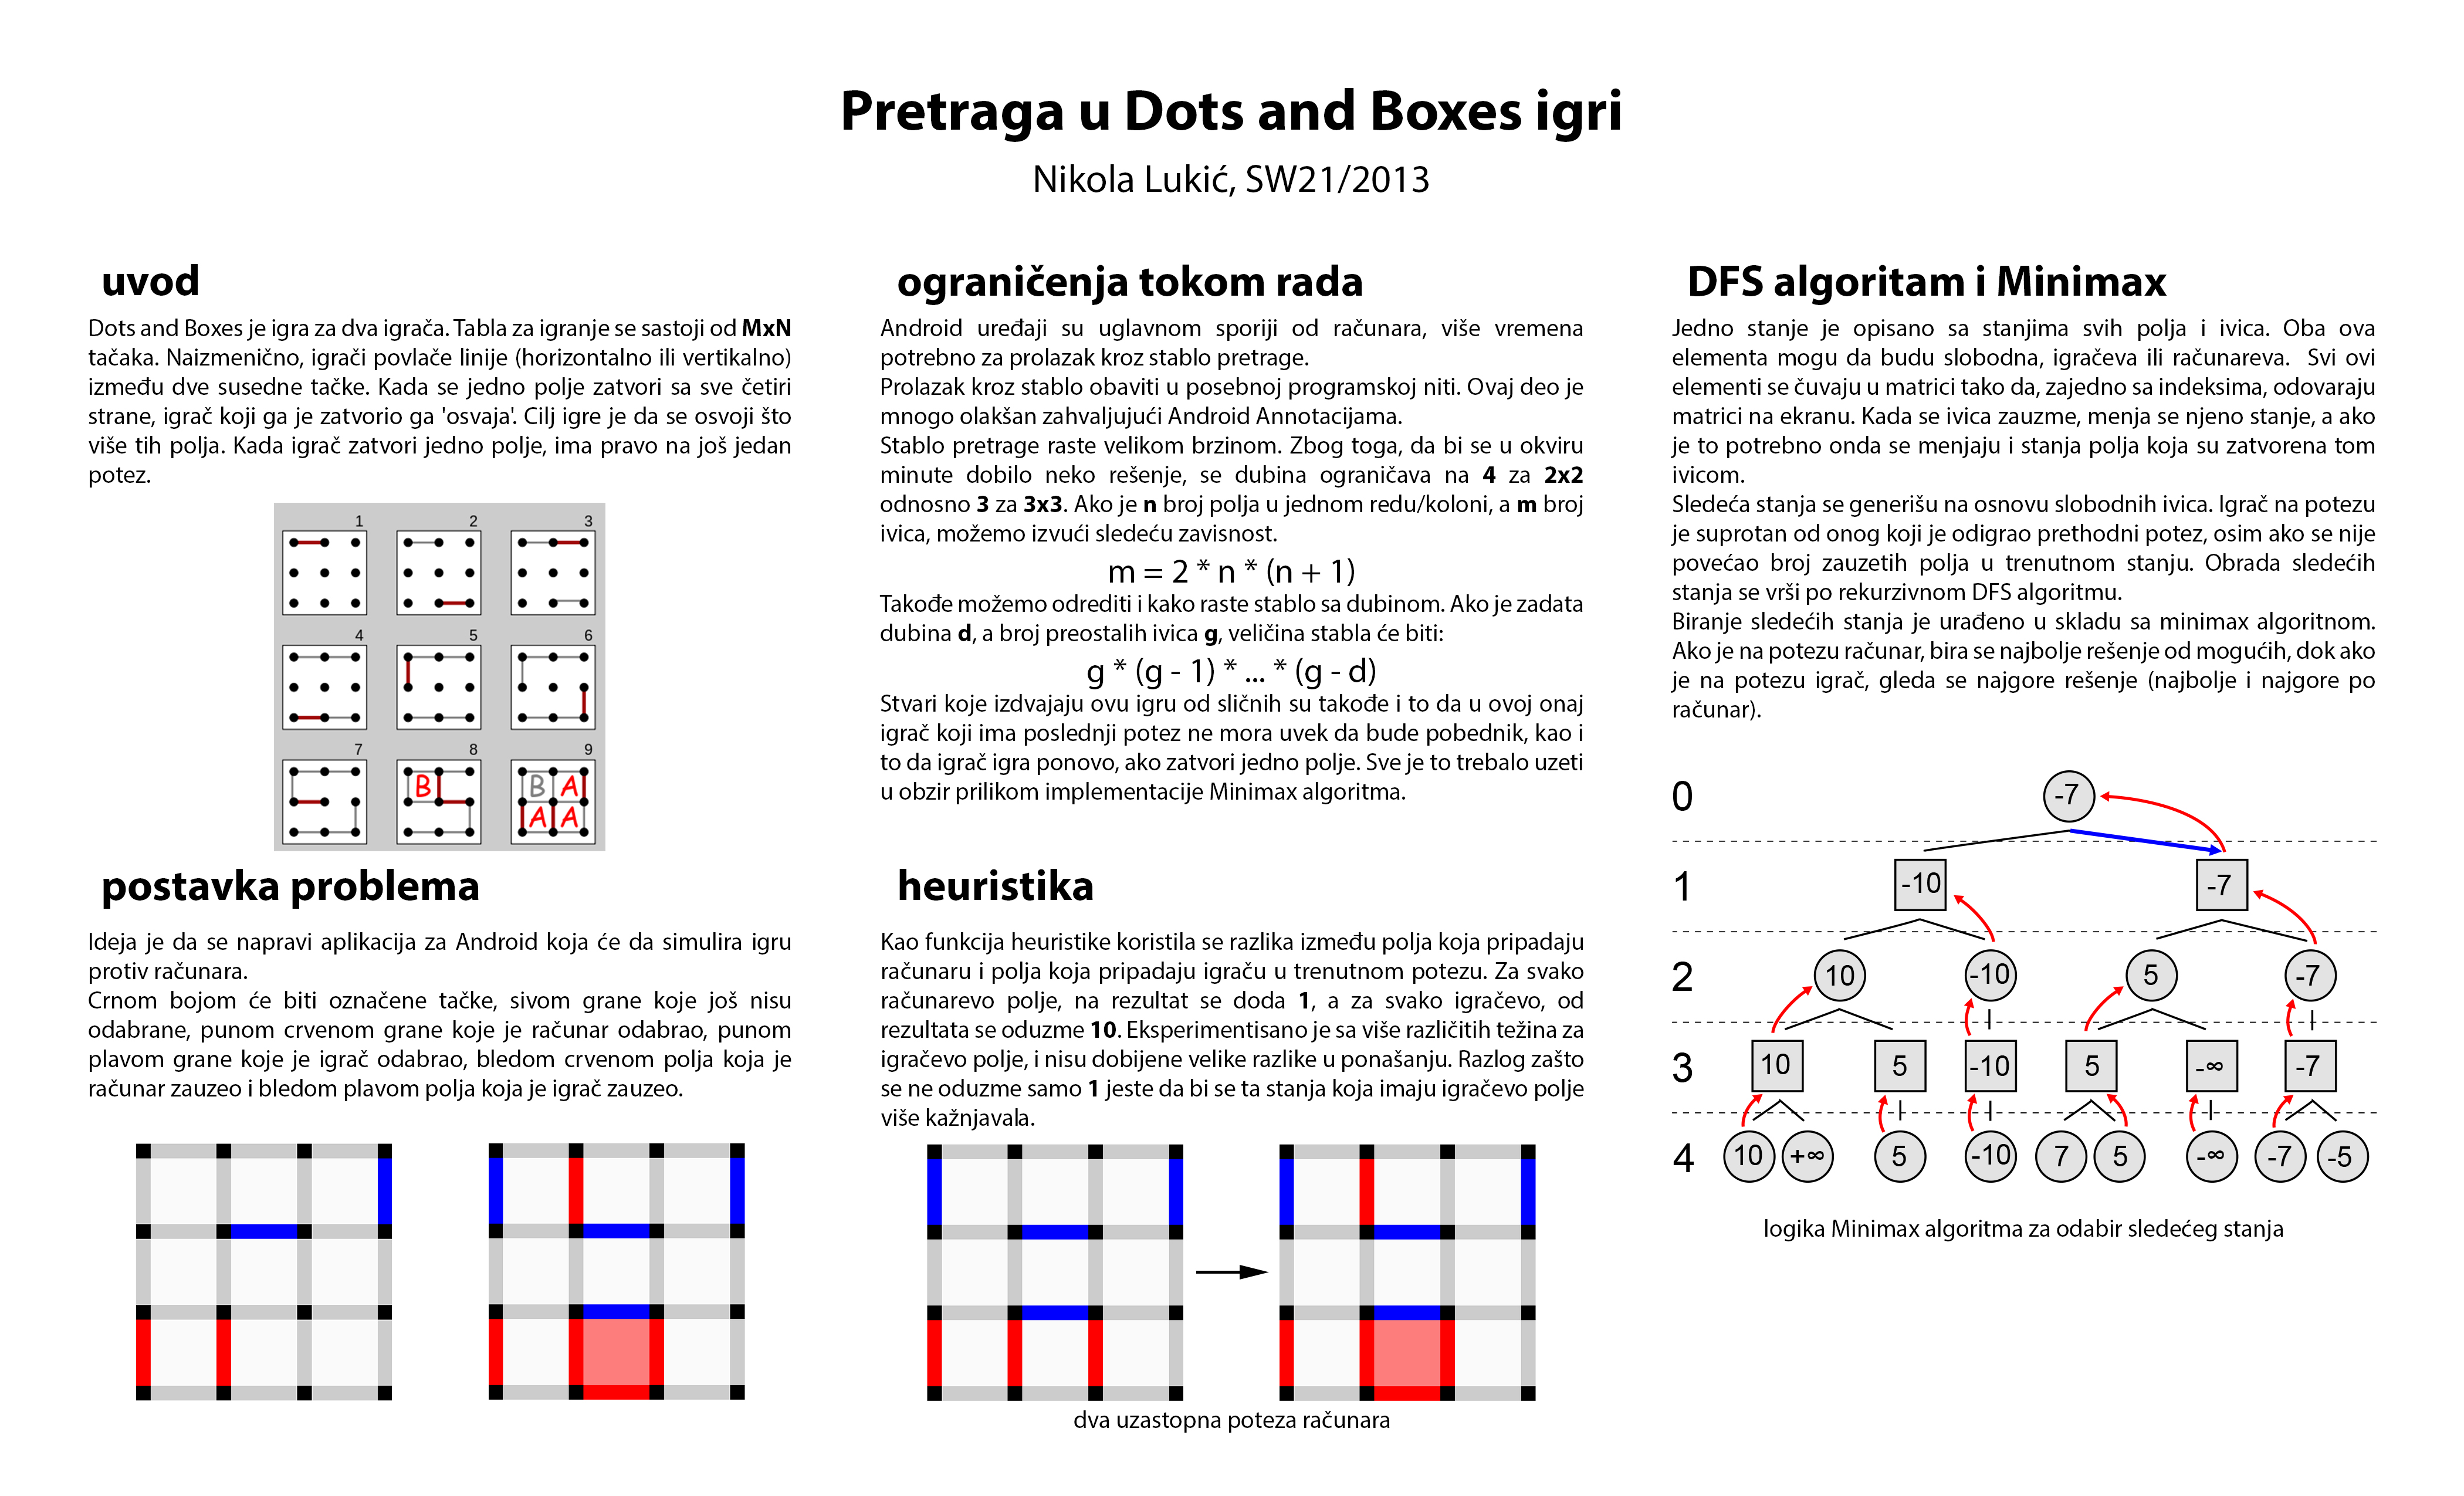 Pretraga u Dots and Boxes igri
Nikola Lukić, SW21/2013
uvod
Dots and Boxes je igra za dva igrača. Tabla za igranje se sastoji od MxN
tačaka. Naizmenično, igrači povlače linije (horizontalno ili vertikalno)
između dve susedne tačke. Kada se jedno polje zatvori sa sve četiri
strane, igrač koji ga je zatvorio ga 'osvaja'. Cilj igre je da se osvoji što
više tih polja. Kada igrač zatvori jedno polje, ima pravo na još jedan
potez.
1 2 3
4 5 6
7 8 9
B B A
A A
postavka problema
Ideja je da se napravi aplikacija za Android koja će da simulira igru
protiv računara.
Crnom bojom će biti označene tačke, sivom grane koje još nisu
odabrane, punom crvenom grane koje je računar odabrao, punom
plavom grane koje je igrač odabrao, bledom crvenom polja koja je
računar zauzeo i bledom plavom polja koja je igrač zauzeo.
ograničenja tokom rada
Android uređaji su uglavnom sporiji od računara, više vremena
potrebno za prolazak kroz stablo pretrage.
Prolazak kroz stablo obaviti u posebnoj programskoj niti. Ovaj deo je
mnogo olakšan zahvaljujući Android Annotacijama.
Stablo pretrage raste velikom brzinom. Zbog toga, da bi se u okviru
minute dobilo neko rešenje, se dubina ograničava na 4 za 2x2
odnosno 3 za 3x3. Ako je n broj polja u jednom redu/koloni, a m broj
ivica, možemo izvući sledeću zavisnost.
m = 2 * n * (n + 1)
Takođe možemo odrediti i kako raste stablo sa dubinom. Ako je zadata
dubina d, a broj preostalih ivica g, veličina stabla će biti:
g * (g - 1) * ... * (g - d)
Stvari koje izdvajaju ovu igru od sličnih su takođe i to da u ovoj onaj
igrač koji ima poslednji potez ne mora uvek da bude pobednik, kao i
to da igrač igra ponovo, ako zatvori jedno polje. Sve je to trebalo uzeti
u obzir prilikom implementacije Minimax algoritma.
heuristika
Kao funkcija heuristike koristila se razlika između polja koja pripadaju
računaru i polja koja pripadaju igraču u trenutnom potezu. Za svako
računarevo polje, na rezultat se doda 1, a za svako igračevo, od
rezultata se oduzme 10. Eksperimentisano je sa više različitih težina za
igračevo polje, i nisu dobijene velike razlike u ponašanju. Razlog zašto
se ne oduzme samo 1 jeste da bi se ta stanja koja imaju igračevo polje
više kažnjavala.
dva uzastopna poteza računara
DFS algoritam i Minimax
Jedno stanje je opisano sa stanjima svih polja i ivica. Oba ova
elementa mogu da budu slobodna, igračeva ili računareva. Svi ovi
elementi se čuvaju u matrici tako da, zajedno sa indeksima, odovaraju
matrici na ekranu. Kada se ivica zauzme, menja se njeno stanje, a ako
je to potrebno onda se menjaju i stanja polja koja su zatvorena tom
ivicom.
Sledeća stanja se generišu na osnovu slobodnih ivica. Igrač na potezu
je suprotan od onog koji je odigrao prethodni potez, osim ako se nije
povećao broj zauzetih polja u trenutnom stanju. Obrada sledećih
stanja se vrši po rekurzivnom DFS algoritmu.
Biranje sledećih stanja je urađeno u skladu sa minimax algoritnom.
Ako je na potezu računar, bira se najbolje rešenje od mogućih, dok ako
je na potezu igrač, gleda se najgore rešenje (najbolje i najgore po
računar).
0 -7
1 -10 -7
2 10 -10 5 -7
3 10 5 -10 5 -∞ -7
4 10 +∞ 5 -10 7 5 -∞ -7 -5
logika Minimax algoritma za odabir sledećeg stanja